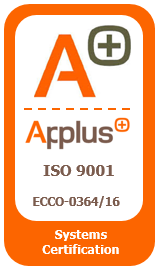 A+
Applus+
ISO 9001
ECCO-0364/16
Systems
Certification